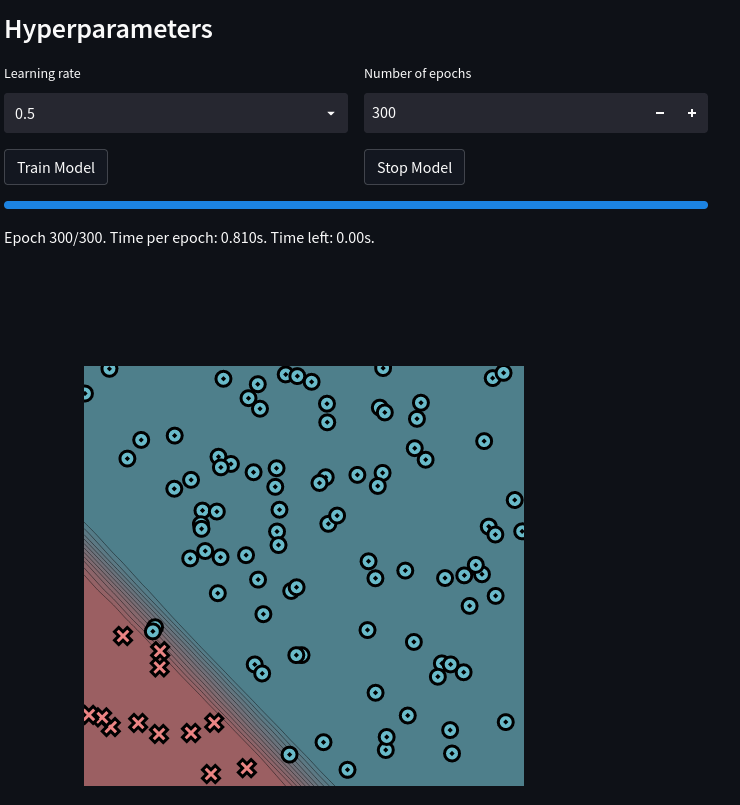 Hyperparameters
Learning rate
Number of epochs
0.5
300
Train Model
Stop Model
Epoch 300/300. Time per epoch: 0.810s. Time left: 0.00s.